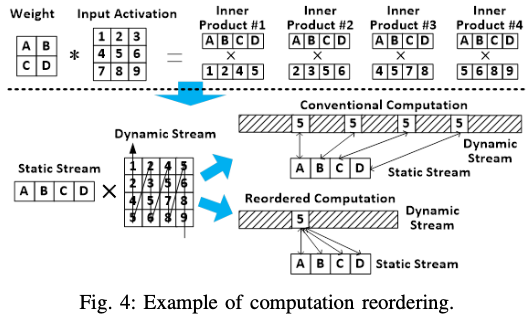 Weight
Input Activation
Inner Product #1
Inner Product #2
Inner Product #3
Inner Product #4
A B
C D
*
1 2 3
4 5 6
7 8 9
=
A B C D
×
1 2 4 5
A B C D
×
2 3 5 6
A B C D
×
4 5 7 8
A B C D
×
5 6 8 9
Dynamic Stream
Static Stream
A B C D
×
1 2 4 5
2 3 5 6
4 5 7 8
5 6 8 9
Conventional Computation
5 5 5 5
Dynamic Stream
A B C D
Static Stream
Reordered Computation
5
Dynamic Stream
A B C D
Static Stream
Fig. 4: Example of computation reordering.